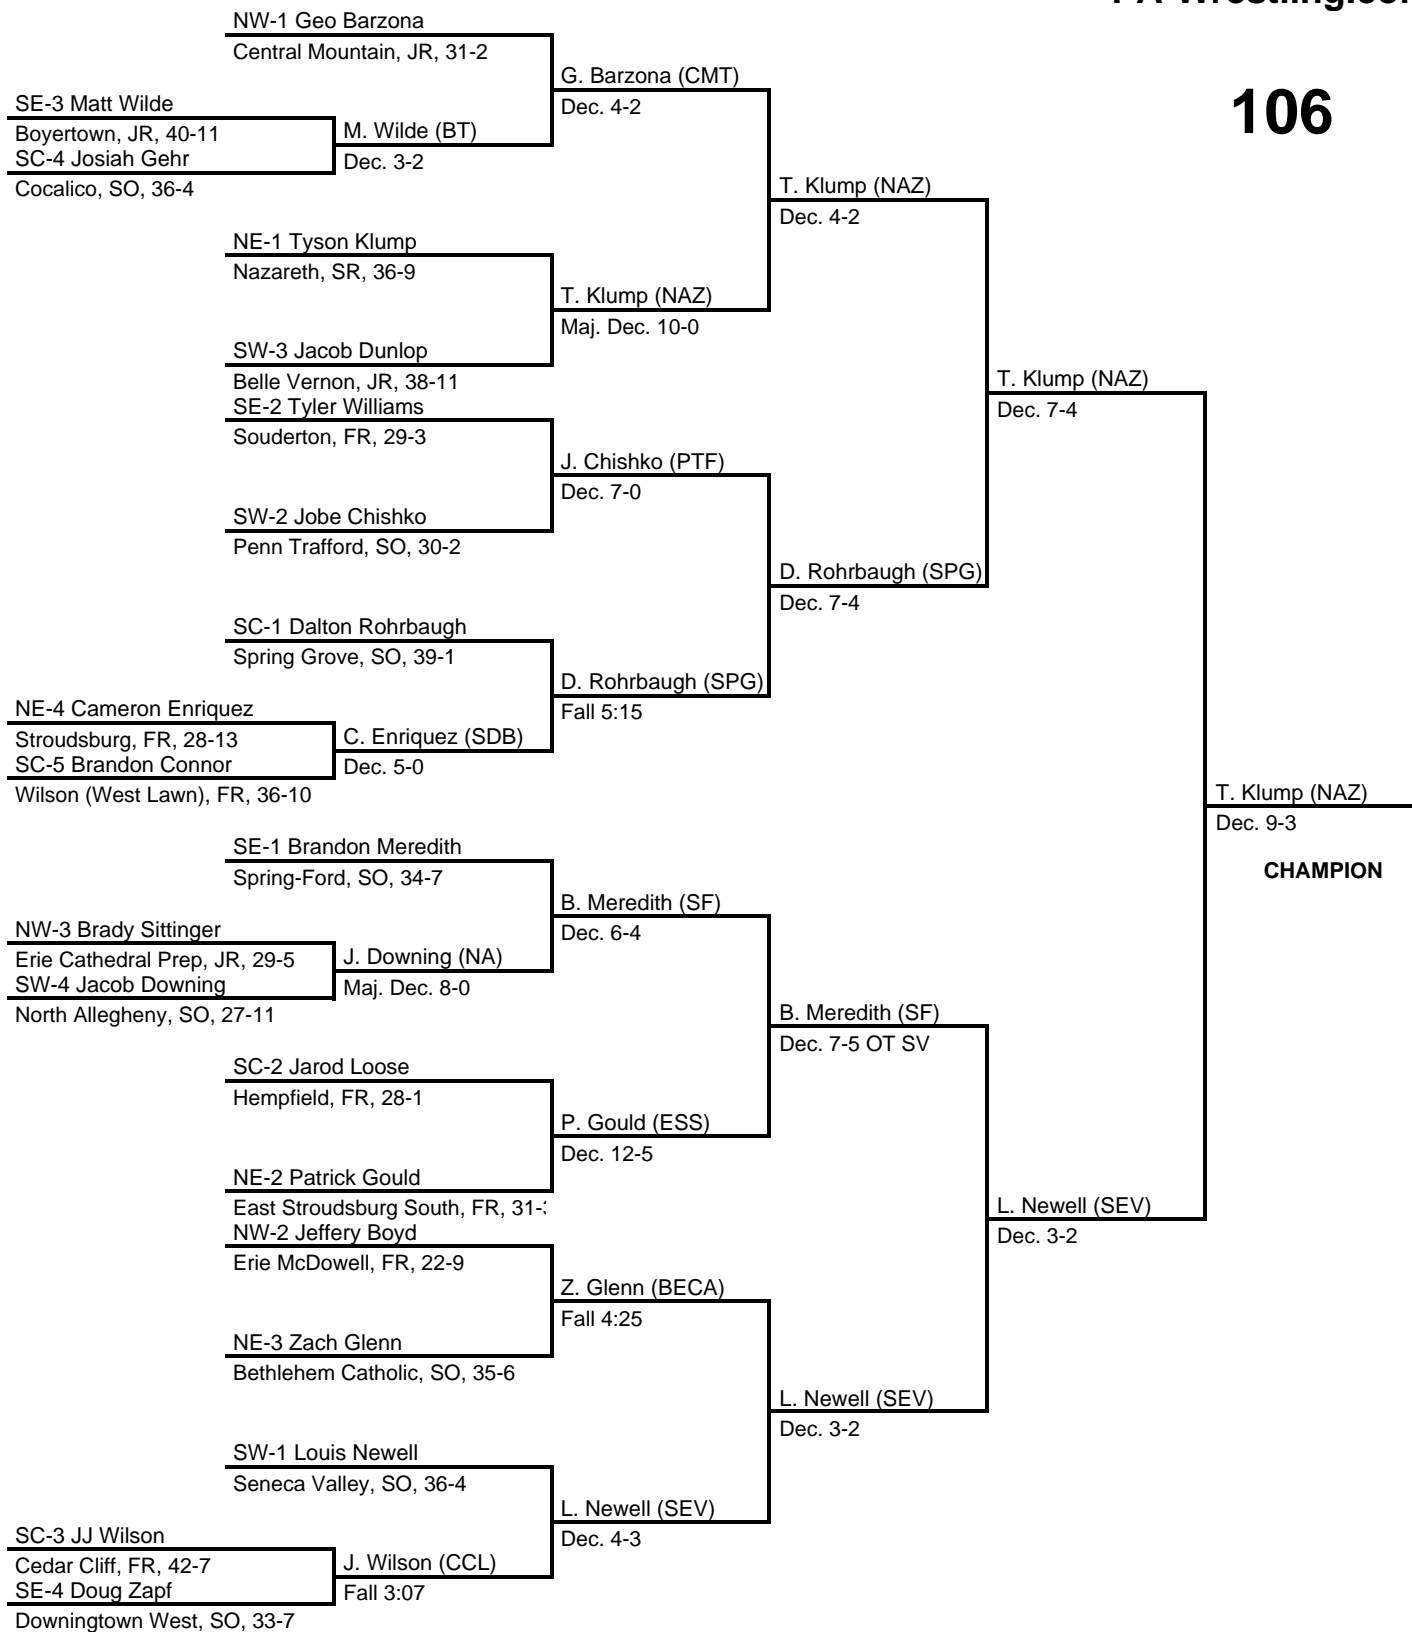 PA-Wrestling.com
106
NW-1 Geo Barzona
Central Mountain, JR, 31-2
G. Barzona (CMT)
Dec. 4-2
SE-3 Matt Wilde
Boyertown, JR, 40-11
M. Wilde (BT)
Dec. 3-2
SC-4 Josiah Gehr
Cocalico, SO, 36-4
T. Klump (NAZ)
Dec. 4-2
NE-1 Tyson Klump
Nazareth, SR, 36-9
T. Klump (NAZ)
Maj. Dec. 10-0
SW-3 Jacob Dunlop
Belle Vernon, JR, 38-11
T. Klump (NAZ)
Dec. 7-4
SE-2 Tyler Williams
Souderton, FR, 29-3
J. Chishko (PTF)
Dec. 7-0
SW-2 Jobe Chishko
Penn Trafford, SO, 30-2
D. Rohrbaugh (SPG)
Dec. 7-4
SC-1 Dalton Rohrbaugh
Spring Grove, SO, 39-1
D. Rohrbaugh (SPG)
Fall 5:15
NE-4 Cameron Enriquez
Stroudsburg, FR, 28-13
C. Enriquez (SDB)
Dec. 5-0
SC-5 Brandon Connor
Wilson (West Lawn), FR, 36-10
T. Klump (NAZ)
Dec. 9-3
CHAMPION
SE-1 Brandon Meredith
Spring-Ford, SO, 34-7
B. Meredith (SF)
Dec. 6-4
NW-3 Brady Sittinger
Erie Cathedral Prep, JR, 29-5
J. Downing (NA)
Maj. Dec. 8-0
SW-4 Jacob Downing
North Allegheny, SO, 27-11
B. Meredith (SF)
Dec. 7-5 OT SV
SC-2 Jarod Loose
Hempfield, FR, 28-1
P. Gould (ESS)
Dec. 12-5
NE-2 Patrick Gould
East Stroudsburg South, FR,
L. Newell (SEV)
Dec. 3-2
NW-2 Jeffery Boyd
Erie McDowell, FR, 22-9
Z. Glenn (BECA)
Fall 4:25
NE-3 Zach Glenn
Bethlehem Catholic, SO, 35-6
L. Newell (SEV)
Dec. 3-2
SW-1 Louis Newell
Seneca Valley, SO, 36-4
L. Newell (SEV)
Dec. 4-3
SC-3 JJ Wilson
Cedar Cliff, FR, 42-7
J. Wilson (CCL)
Fall 3:07
SE-4 Doug Zapf
Downingtown West, SO, 33-7